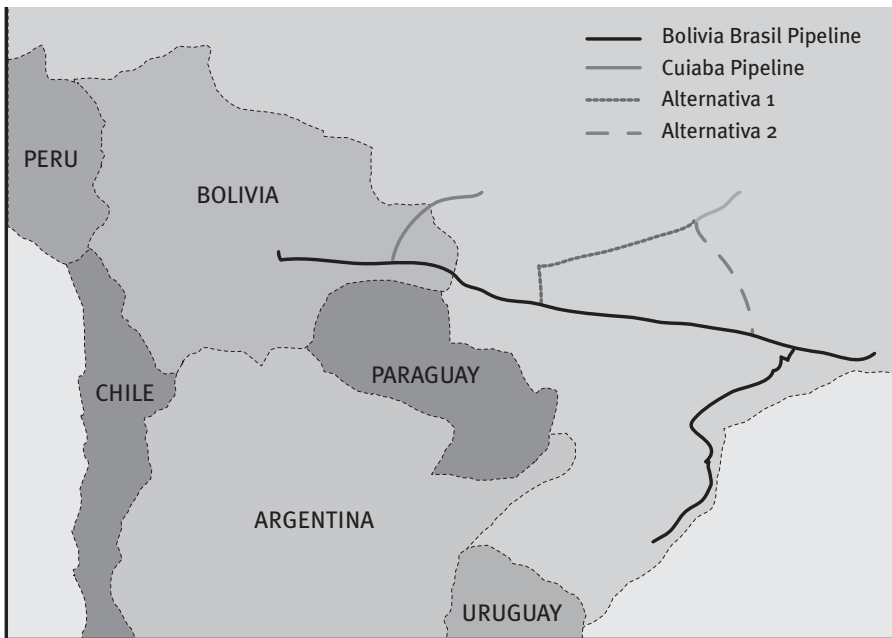 Bolivia Brasil Pipeline
Cuiaba Pipeline
Alternativa 1
Alternativa 2
PERU
BOLIVIA
CHILE
PARAGUAY
ARGENTINA
URUGUAY